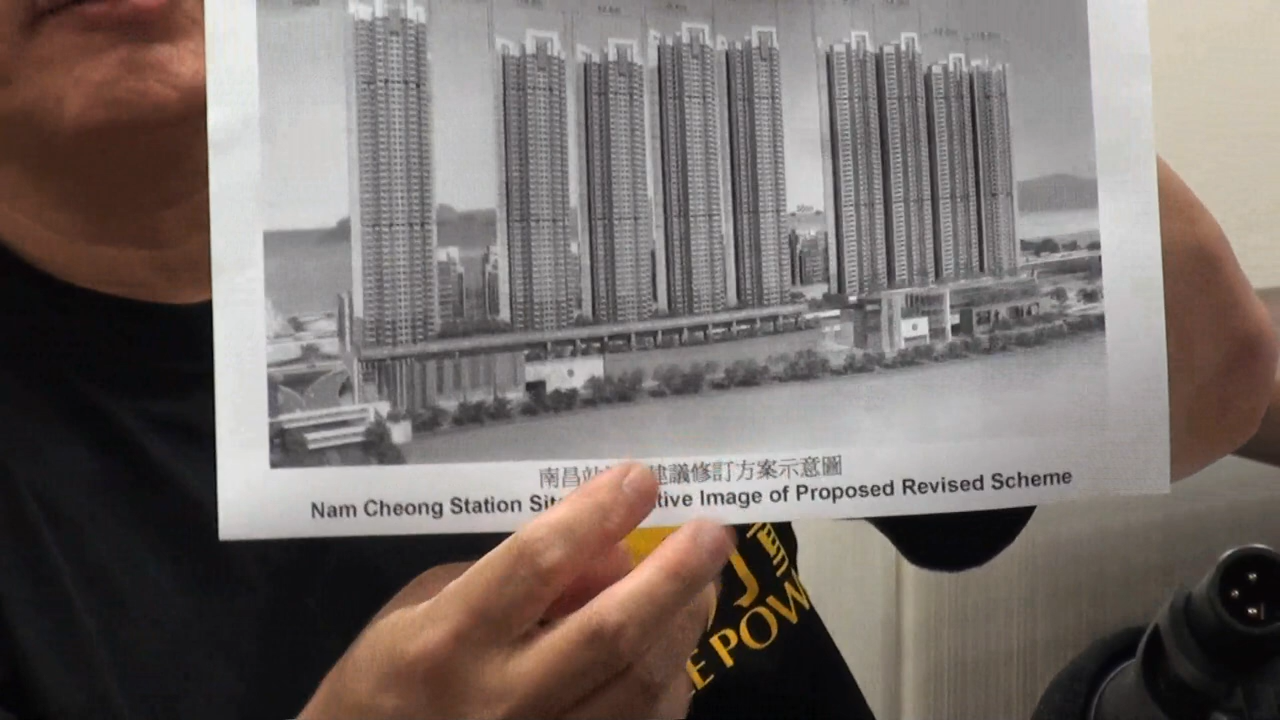 南昌站 建議修訂方案示意圖
Nam Cheong Station Sit tive Image of Proposed Revised Scheme
E POW